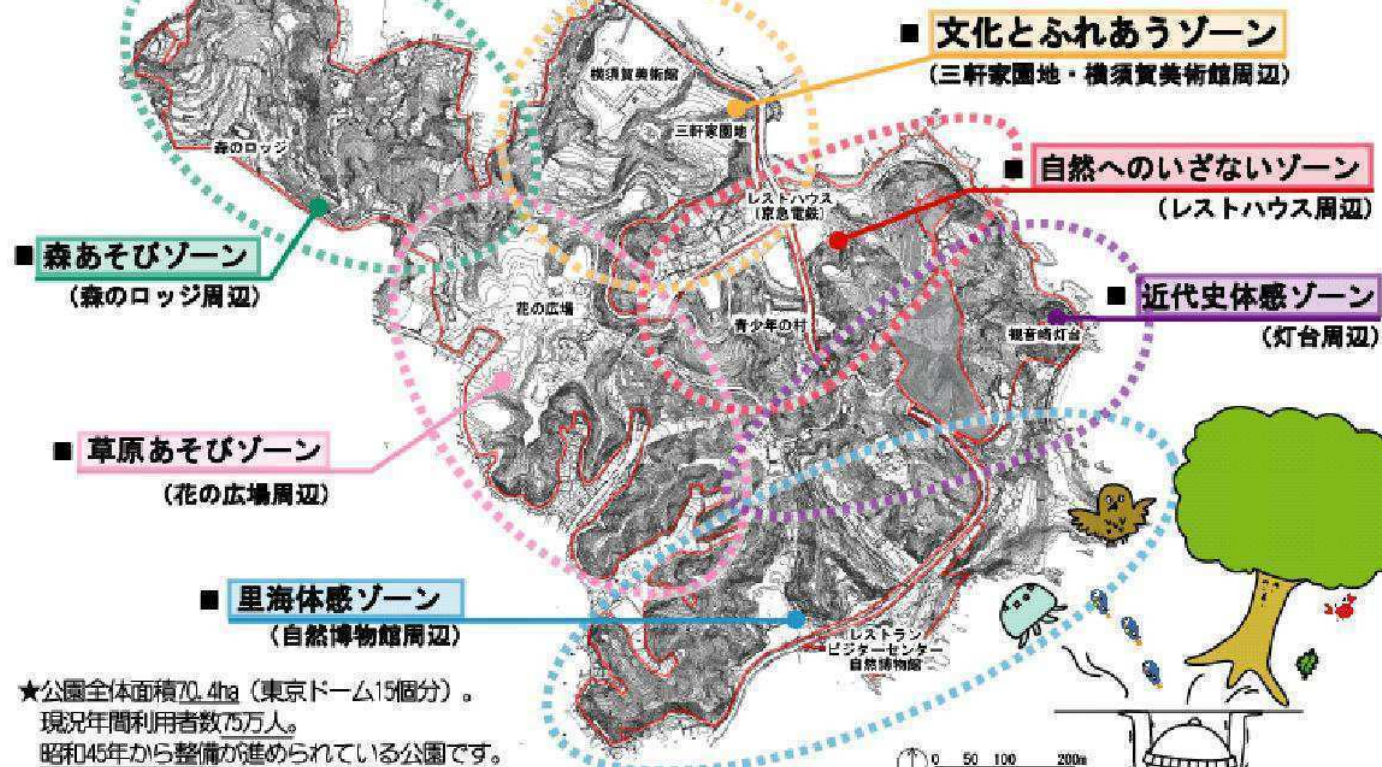 ■ 文化とふれあうゾーン
(三軒家園地・横須賀美術館周辺)
横須賀美術館
三軒家園地
森のロッジ
■ 自然へのいざないゾーン
(レストハウス周辺)
レストハウス
(京急電鉄)
■ 森あそびゾーン
(森のロッジ周辺)
■ 近代史体感ゾーン
(灯台周辺)
花の広場
青少年の村
観音崎灯台
■ 草原あそびゾーン
(花の広場周辺)
■ 里海体感ゾーン
(自然博物館周辺)
レストラン
ビジターセンター
自然博物館
★公園全体面積70.4ha(東京ドーム15個分)。
現況年間利用者数75万人。
昭和45年から整備が進められている公園です。
0 50 100 200m